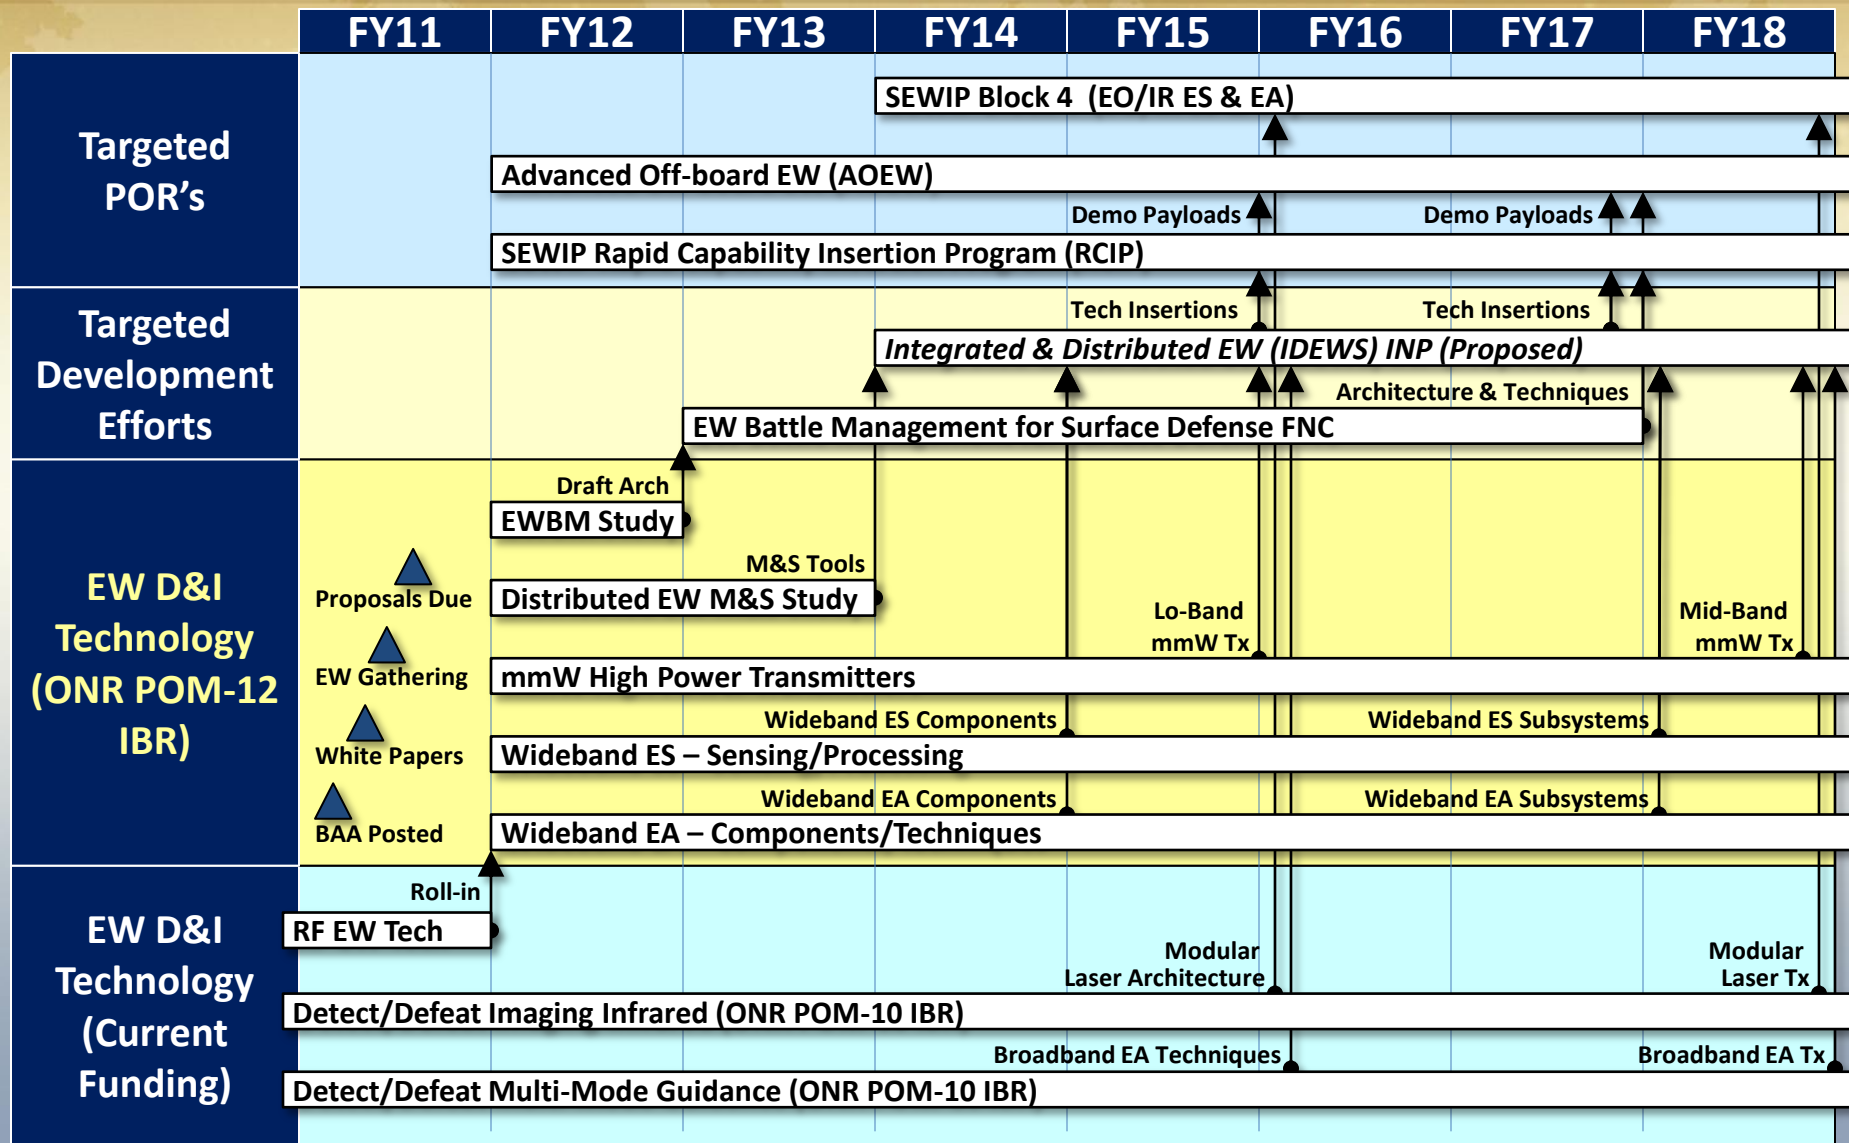 FY11 FY12 FY13 FY14 FY15 FY16 FY17 FY18
Targeted
POR's
SEWIP Block 4 (EO/IR ES & EA)
Advanced Off-board EW (AOEW)
Demo Payloads Demo Payloads
SEWIP Rapid Capability Insertion Program (RCIP)
Targeted
Development
Efforts
Tech Insertions Tech Insertions
Integrated & Distributed EW (IDEWS) INP (Proposed)
Architecture & Techniques
EW Battle Management for Surface Defense FNC
EW D&I
Technology
(ONR POM-12
IBR)
Draft Arch
EWBM Study
M&S Tools
Proposals Due
Distributed EW M&S Study
Lo-Band
mmW Tx
Mid-Band
mmW Tx
EW Gathering
mmW High Power Transmitters
Wideband ES Components Wideband ES Subsystems
White Papers
Wideband ES – Sensing/Processing
Wideband EA Components Wideband EA Subsystems
BAA Posted
Wideband EA – Components/Techniques
EW D&I
Technology
(Current
Funding)
Roll-in
RF EW Tech
Modular
Laser Architecture
Modular
Laser Tx
Detect/Defeat Imaging Infrared (ONR POM-10 IBR)
Broadband EA Techniques Broadband EA Tx
Detect/Defeat Multi-Mode Guidance (ONR POM-10 IBR)